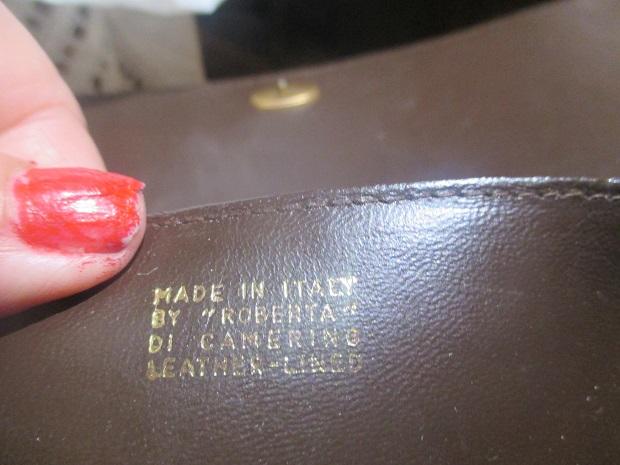 MADE IN ITALY
BY "ROBERTA"
DI CAMERINO
LEATHER-LINED